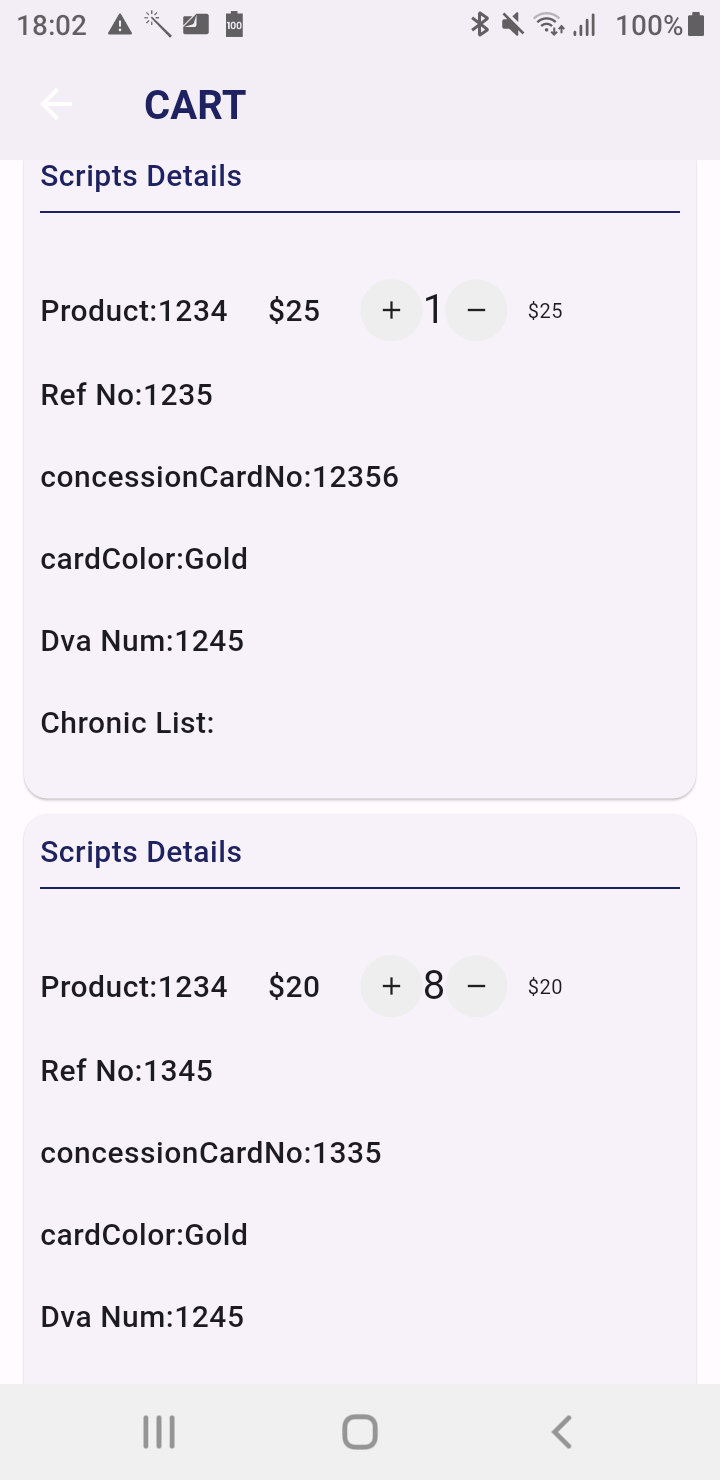 18:02 100 100%
CART
Scripts Details
Product:1234 $25 + 1 − $25
Ref No:1235
concessionCardNo:12356
cardColor:Gold
Dva Num:1245
Chronic List:
Scripts Details
Product:1234 $20 + 8 − $20
Ref No:1345
concessionCardNo:1335
cardColor:Gold
Dva Num:1245